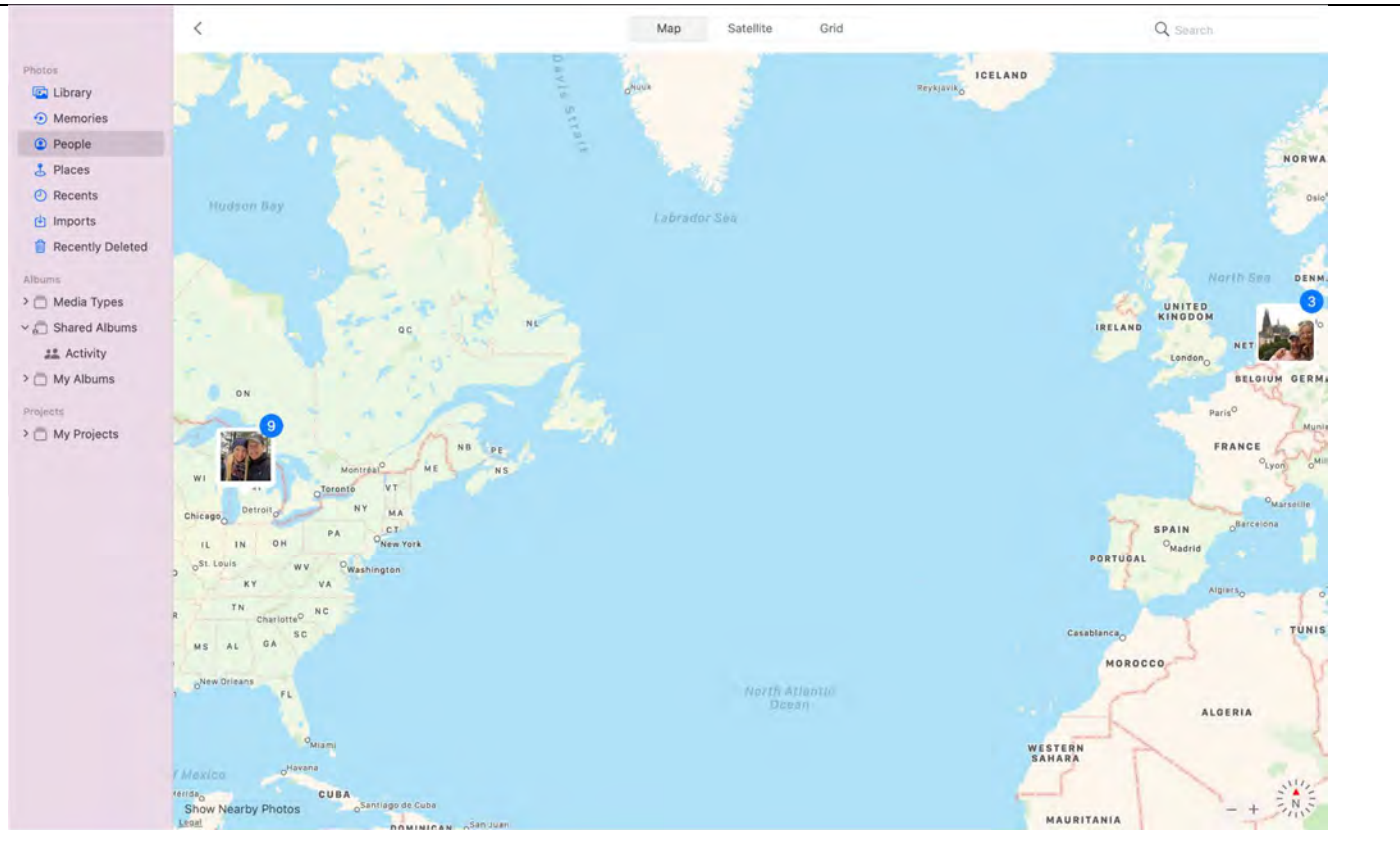 Map Satellite Grid
Search
Photos
Library
Memories
People
Places
Recents
Imports
Recently Deleted
Albums
Media Types
Shared Albums
Activity
My Albums
Projects
My Projects
Davis Strait
Nuuk
ICELAND
Reykjavik
NORWA
Oslo
Hudson Bay
Labrador Sea
North Sea
DENM
3
UNITED
KINGDOM
IRELAND
NET
London
BELGIUM GERM
QC
NL
ON
Paris
9
FRANCE
Lyon
Mil
Marseille
NB
PE
Montréal
ME
NS
WI
Toronto
VT
Chicago
Detroit
NY
MA
CT
PA
New York
SPAIN
Barcelona
Madrid
PORTUGAL
IL
IN
OH
St. Louis
WV
Washington
KY
VA
Algiers
TN
NC
Charlotte
SC
Casablanca
TUNIS
MS
AL
GA
MOROCCO
New Orleans
FL
North Atlantic
Ocean
ALGERIA
Miami
WESTERN
SAHARA
Havana
f Mexico
Mérida
CUBA
Santiago de Cuba
Show Nearby Photos
Legal
DOMINICAN
San Juan
MAURITANIA
− +
N